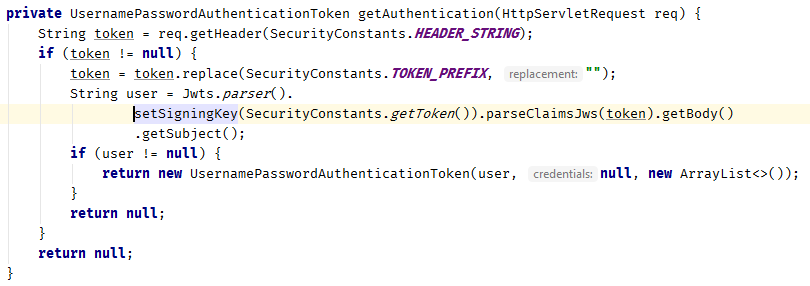 private UsernamePasswordAuthenticationToken getAuthentication(HttpServletRequest req) {
    String token = req.getHeader(SecurityConstants.HEADER_STRING);
    if (token != null) {
        token = token.replace(SecurityConstants.TOKEN_PREFIX, replacement: "");
        String user = Jwts.parser().
                setSigningKey(SecurityConstants.getToken()).parseClaimsJws(token).getBody()
                .getSubject();
        if (user != null) {
            return new UsernamePasswordAuthenticationToken(user, credentials: null, new ArrayList<>());
        }
        return null;
    }
    return null;
}